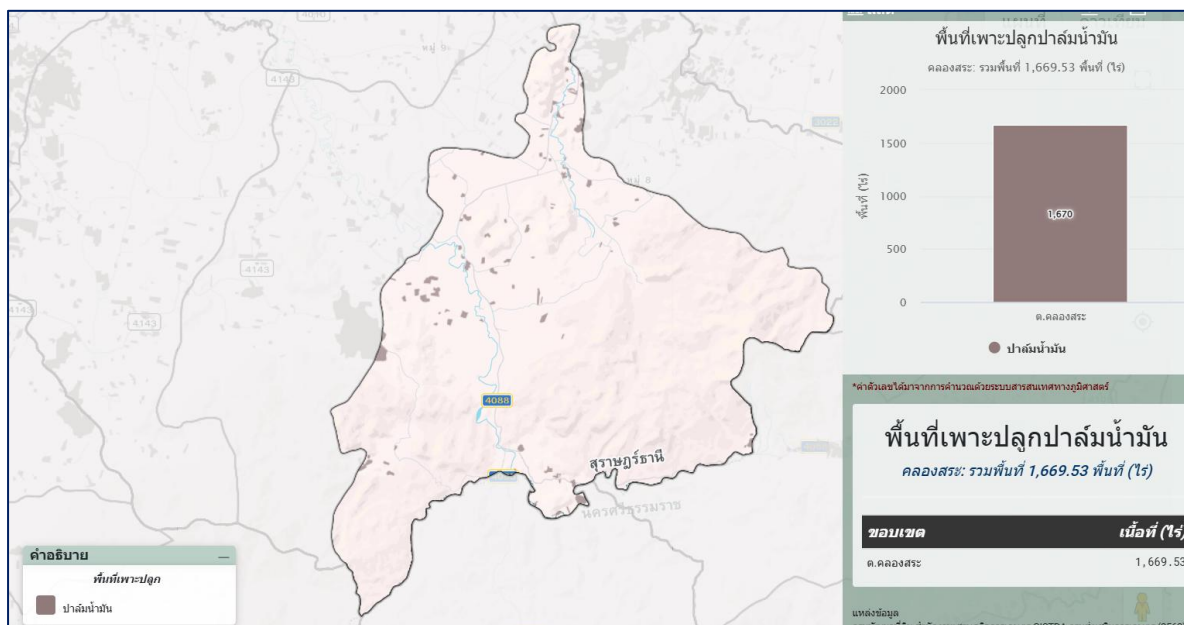 4010
หมู่ 9
4143
3022
หมู่ 8
4143
4143
4143
4088
สุราษฎร์ธานี
นครศรีธรรมราช
คำอธิบาย
พื้นที่เพาะปลูก
ปาล์มน้ำมัน
พื้นที่เพาะปลูกปาล์มน้ำมัน
คลองสระ: รวมพื้นที่ 1,669.53 พื้นที่ (ไร่)
2000
1500
1000
500
0
พื้นที่ (ไร่)
1,670
ต.คลองสระ
ปาล์มน้ำมัน
*ค่าตัวเลขได้มาจากการคำนวณด้วยระบบสารสนเทศทางภูมิศาสตร์
พื้นที่เพาะปลูกปาล์มน้ำมัน
คลองสระ: รวมพื้นที่ 1,669.53 พื้นที่ (ไร่)
ขอบเขต เนื้อที่ (ไร่)
ต.คลองสระ 1,669.53
แหล่งข้อมูล